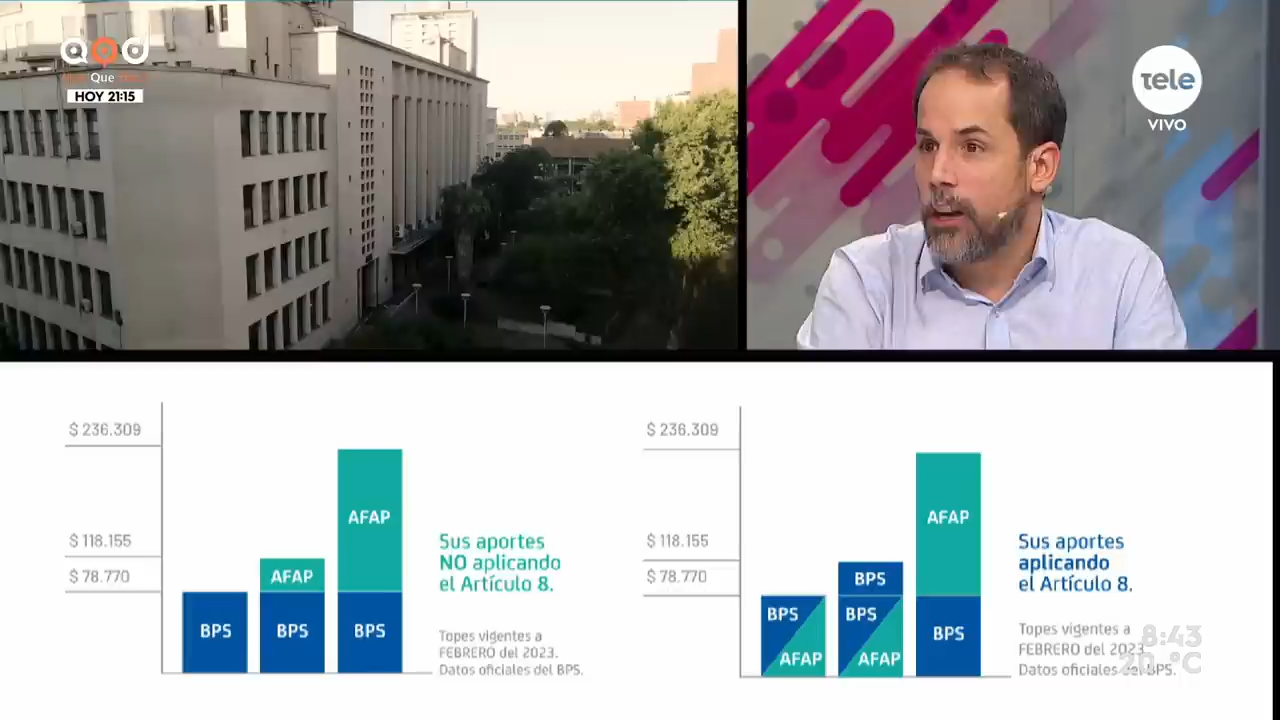 Que
HOY 21:15
tele
VIVO
$ 236.309
$ 118.155
$ 78.770
AFAP
AFAP
BPS
BPS
BPS
Sus aportes
NO aplicando
el Artículo 8.
Topes vigentes a
FEBRERO del 2023.
Datos oficiales del BPS.
$ 236.309
$ 118.155
$ 78.770
AFAP
BPS
BPS
AFAP
BPS
AFAP
BPS
Sus aportes
aplicando
el Artículo 8.
Topes vigentes a
FEBRERO del 2023.
Datos oficiales del BPS.
8:43
20 °C